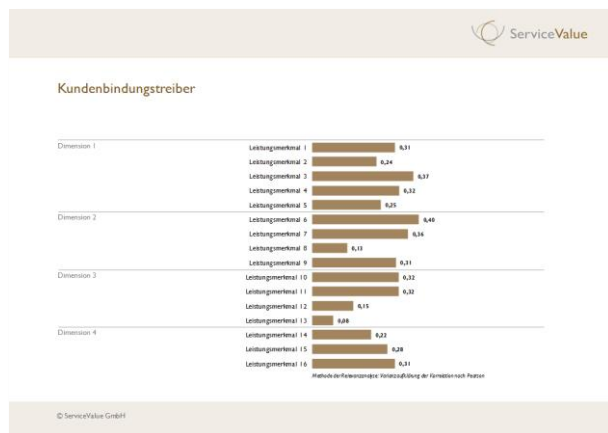 ServiceValue
Kundenbindungstreiber
Dimension 1
Leistungsmerkmal 1 0,31
Leistungsmerkmal 2 0,24
Leistungsmerkmal 3 0,37
Leistungsmerkmal 4 0,32
Leistungsmerkmal 5 0,25
Dimension 2
Leistungsmerkmal 6 0,40
Leistungsmerkmal 7 0,36
Leistungsmerkmal 8 0,13
Leistungsmerkmal 9 0,31
Dimension 3
Leistungsmerkmal 10 0,32
Leistungsmerkmal 11 0,32
Leistungsmerkmal 12 0,15
Leistungsmerkmal 13 0,08
Dimension 4
Leistungsmerkmal 14 0,22
Leistungsmerkmal 15 0,28
Leistungsmerkmal 16 0,31
Methode der Relevanzanalyse: der Korrelation nach Pearson
© ServiceValue GmbH